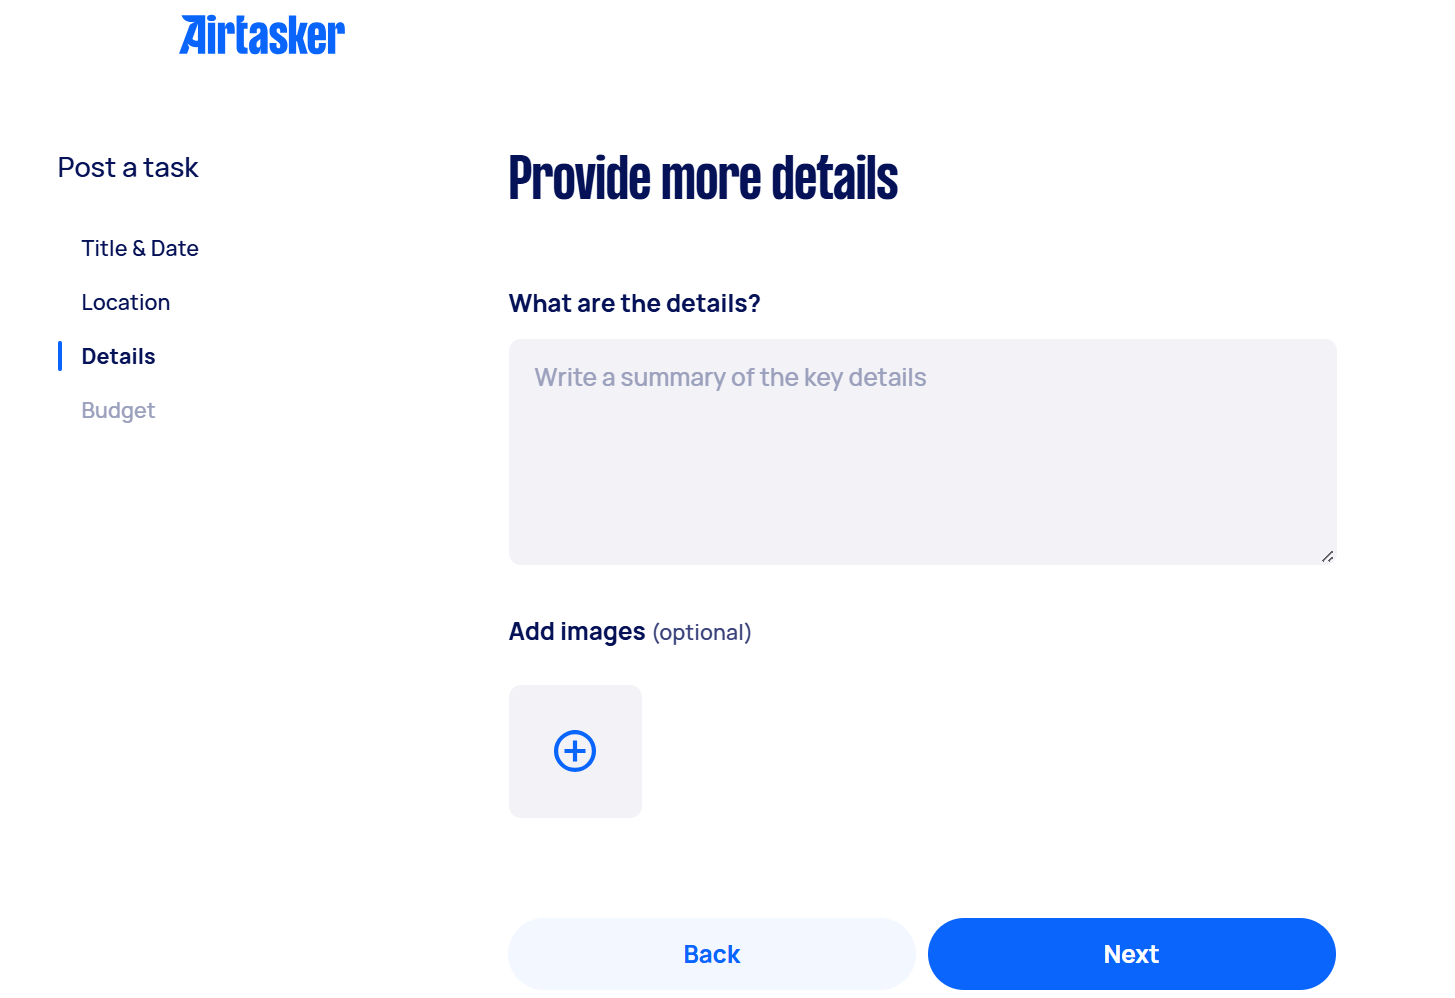 Airtasker
Post a task
Title & Date
Location
Details
Budget
Provide more details
What are the details?
Write a summary of the key details
Add images (optional)
Back
Next